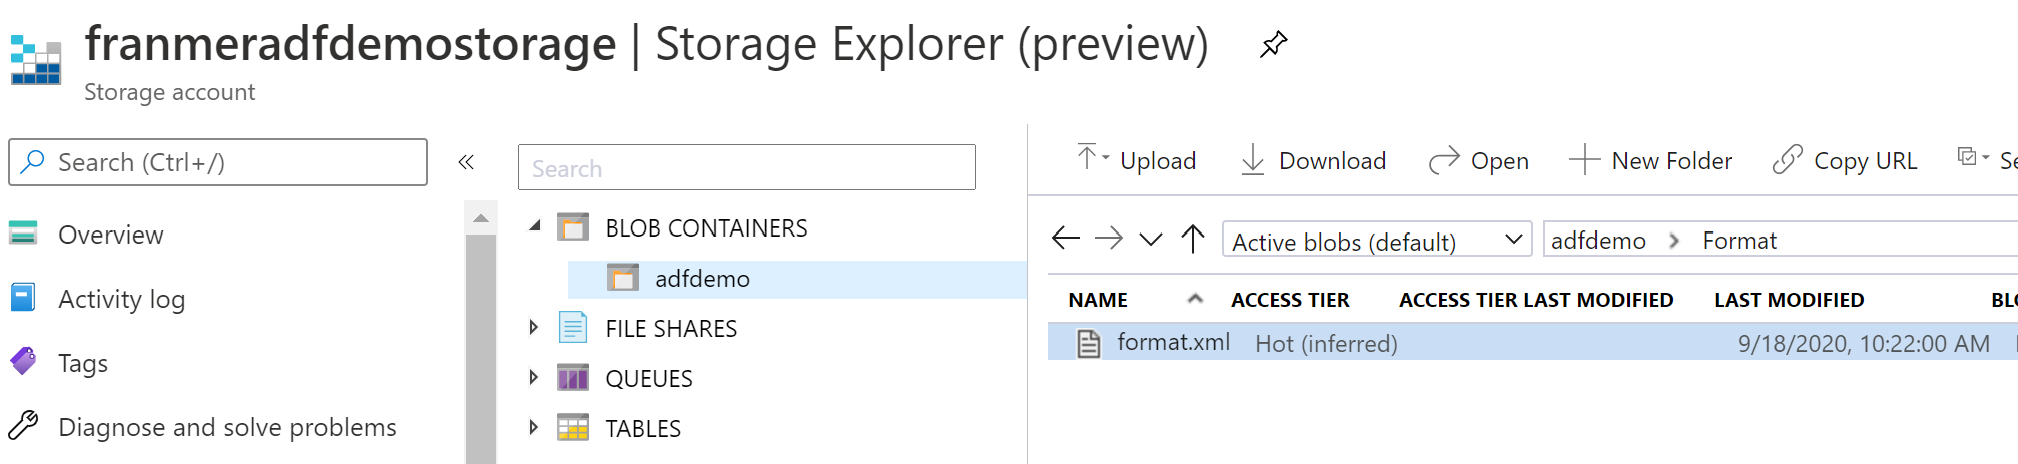 franmeradfdemostorage | Storage Explorer (preview)
Storage account
Search (Ctrl+/)
«
Overview
Activity log
Tags
Diagnose and solve problems
Search
BLOB CONTAINERS
adfdemo
FILE SHARES
QUEUES
TABLES
Upload Download Open New Folder Copy URL
Active blobs (default) adfdemo > Format
NAME ACCESS TIER ACCESS TIER LAST MODIFIED LAST MODIFIED
format.xml Hot (inferred) 9/18/2020, 10:22:00 AM